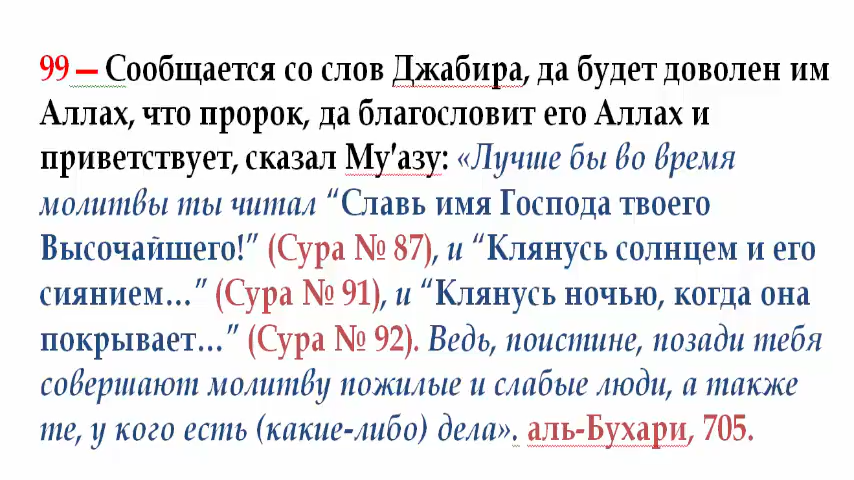 99 — Сообщается со слов Джабира, да будет доволен им
Аллах, что пророк, да благословит его Аллах и
приветствует, сказал Му'азу: «Лучше бы во время
молитвы ты читал “Славь имя Господа твоего
Высочайшего!” (Сура № 87), и “Клянусь солнцем и его
сиянием…” (Сура № 91), и “Клянусь ночью, когда она
покрывает…” (Сура № 92). Ведь, поистине, позади тебя
совершают молитву пожилые и слабые люди, а также
те, у кого есть (какие-либо) дела». аль-Бухари, 705.